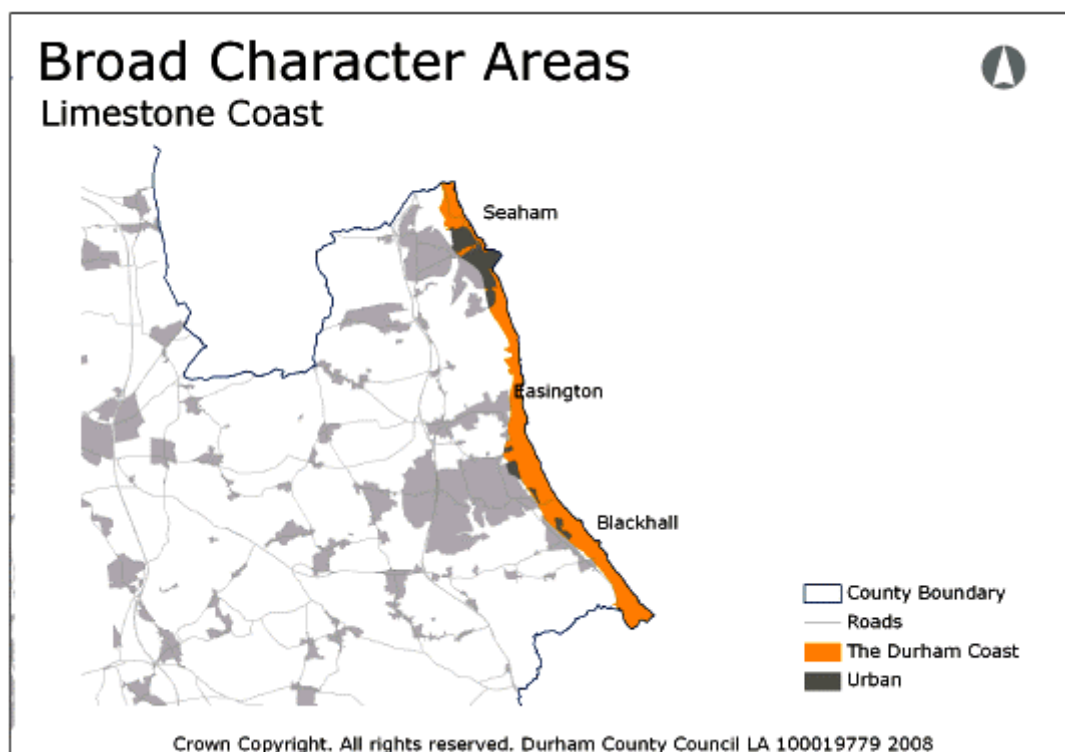 Broad Character Areas
Limestone Coast
Seaham
Easington
Blackhall
County Boundary
Roads
The Durham Coast
Urban
Crown Copyright. All rights reserved. Durham County Council LA 100019779 2008